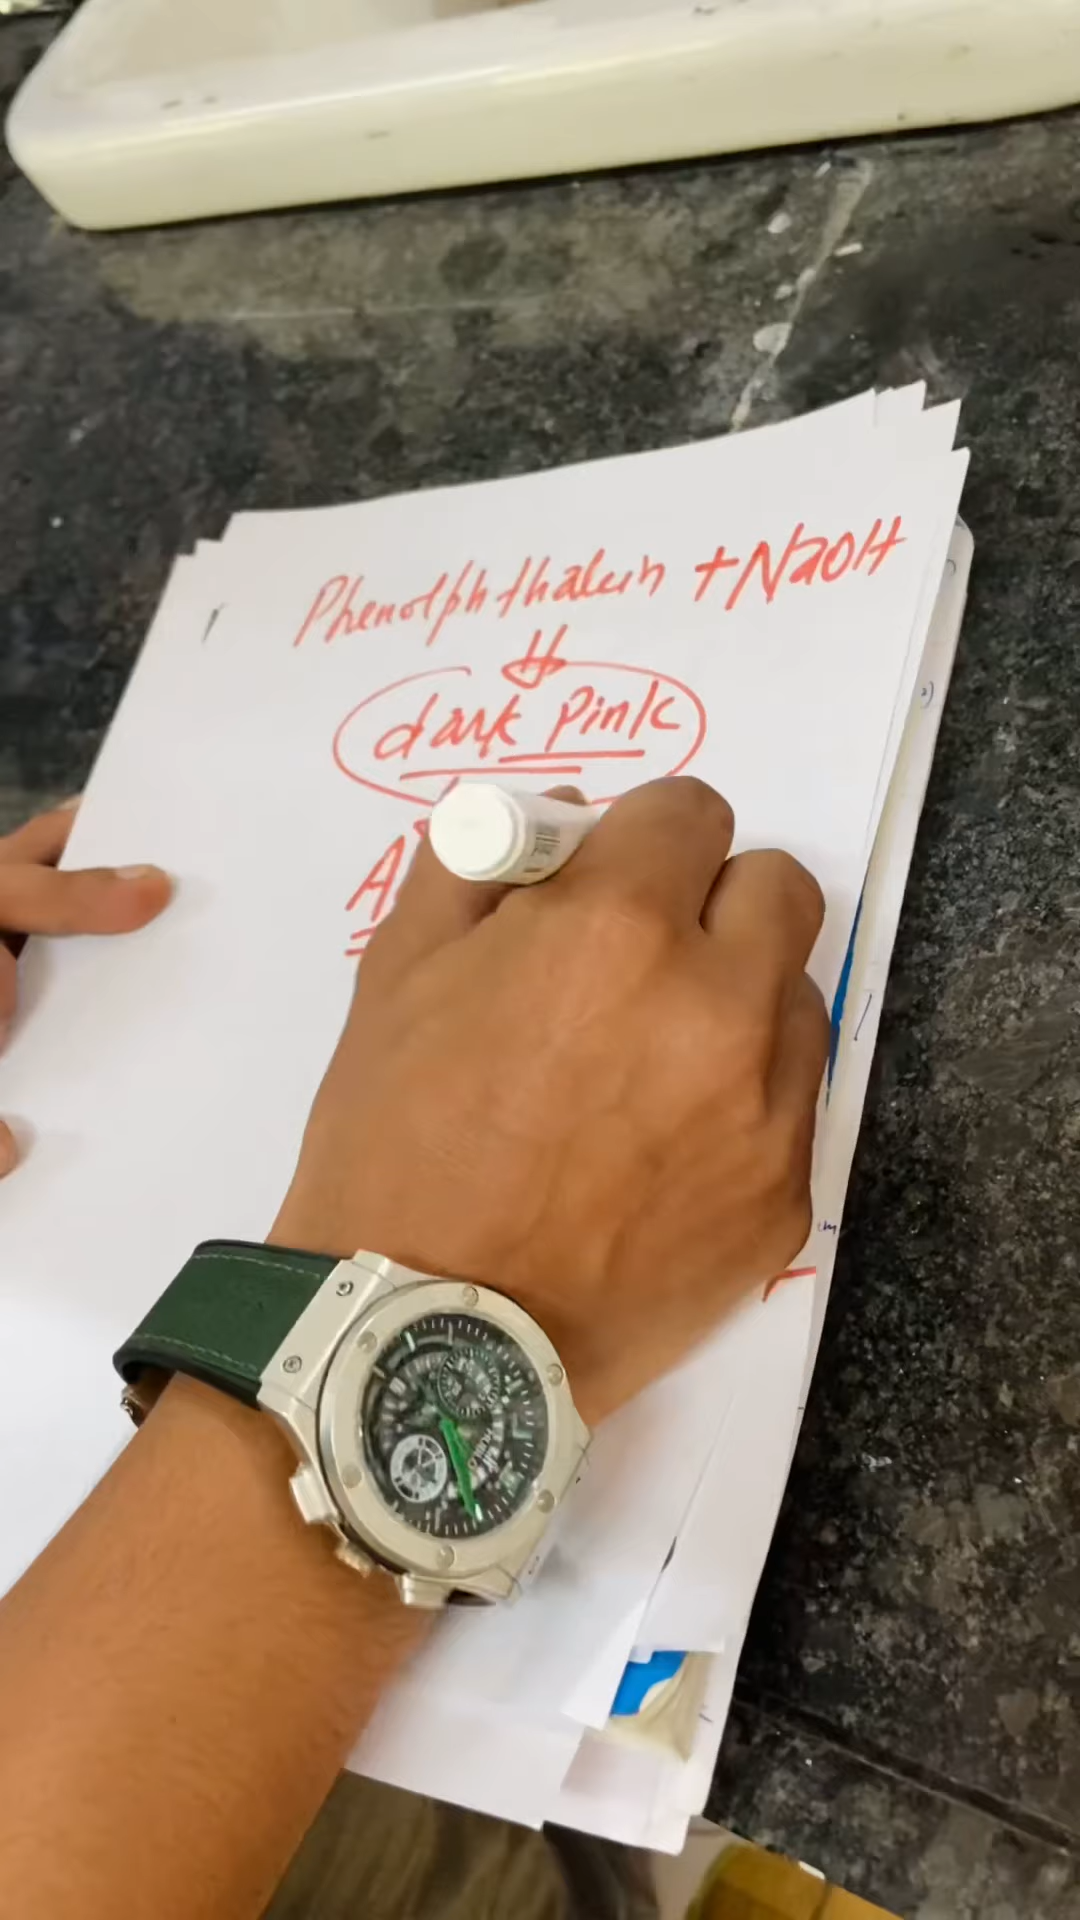 Phenolphthalein + NaOH
⇓
dark Pink
A